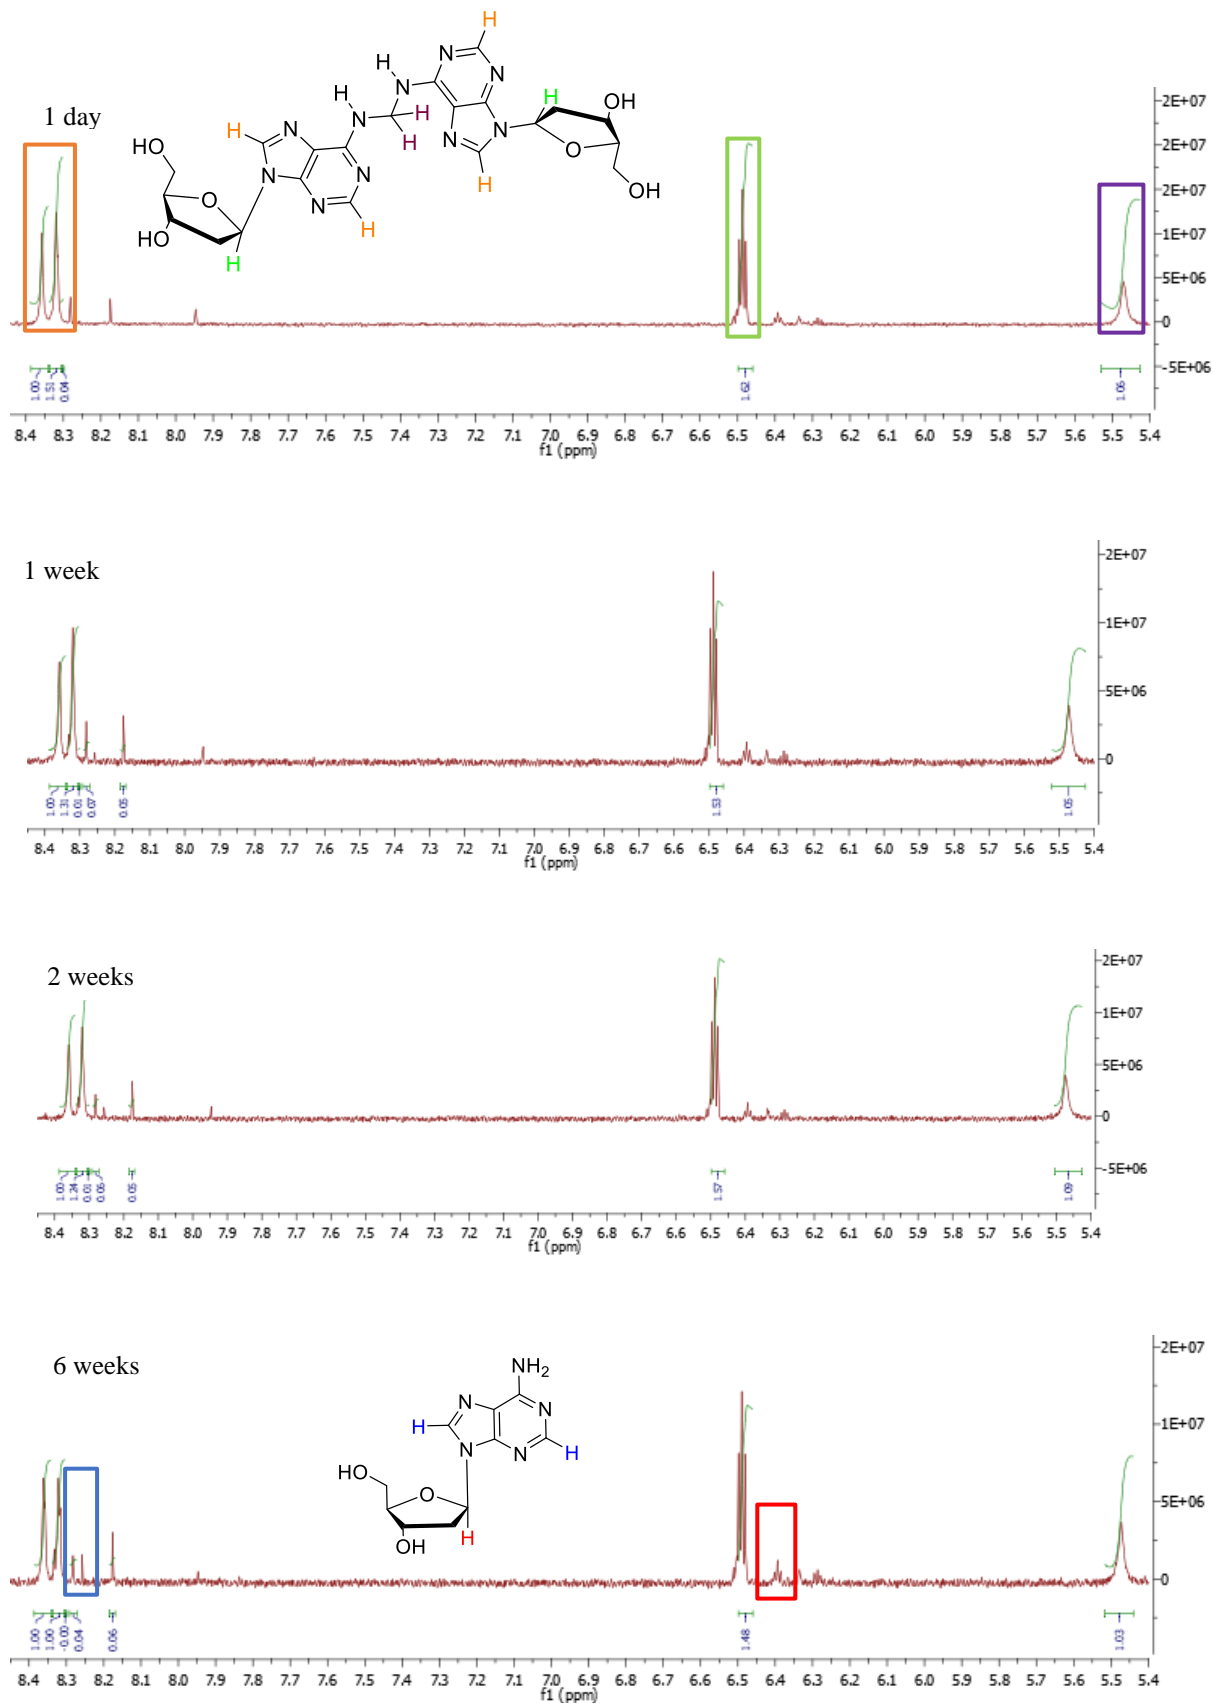 H
N
N
H
H
N
N
H
N
H
OH
1 day
N
H
H
N
N
O
H
N
N
H
OH
HO
O
N
N
N
H
HO
H
H
2E+07
2E+07
2E+07
1E+07
5E+06
0
-5E+06
1.00
1.51
0.04
1.62
1.06
8.4 8.3 8.2 8.1 8.0 7.9 7.8 7.7 7.6 7.5 7.4 7.3 7.2 7.1 7.0 6.9 6.8 6.7 6.6 6.5 6.4 6.3 6.2 6.1 6.0 5.9 5.8 5.7 5.6 5.5 5.4
f1 (ppm)
1 week
2E+07
1E+07
5E+06
0
1.00
1.31
0.01
0.07
0.05
1.53
1.05
8.4 8.3 8.2 8.1 8.0 7.9 7.8 7.7 7.6 7.5 7.4 7.3 7.2 7.1 7.0 6.9 6.8 6.7 6.6 6.5 6.4 6.3 6.2 6.1 6.0 5.9 5.8 5.7 5.6 5.5 5.4
f1 (ppm)
2 weeks
2E+07
1E+07
5E+06
0
-5E+06
1.00
1.24
0.01
0.06
0.05
1.57
1.09
8.4 8.3 8.2 8.1 8.0 7.9 7.8 7.7 7.6 7.5 7.4 7.3 7.2 7.1 7.0 6.9 6.8 6.7 6.6 6.5 6.4 6.3 6.2 6.1 6.0 5.9 5.8 5.7 5.6 5.5 5.4
f1 (ppm)
6 weeks
NH2
N
N
H
N
N
H
HO
O
OH
H
2E+07
1E+07
5E+06
0
1.00
1.00
-0.00
0.04
0.06
1.48
1.03
8.4 8.3 8.2 8.1 8.0 7.9 7.8 7.7 7.6 7.5 7.4 7.3 7.2 7.1 7.0 6.9 6.8 6.7 6.6 6.5 6.4 6.3 6.2 6.1 6.0 5.9 5.8 5.7 5.6 5.5 5.4
f1 (ppm)